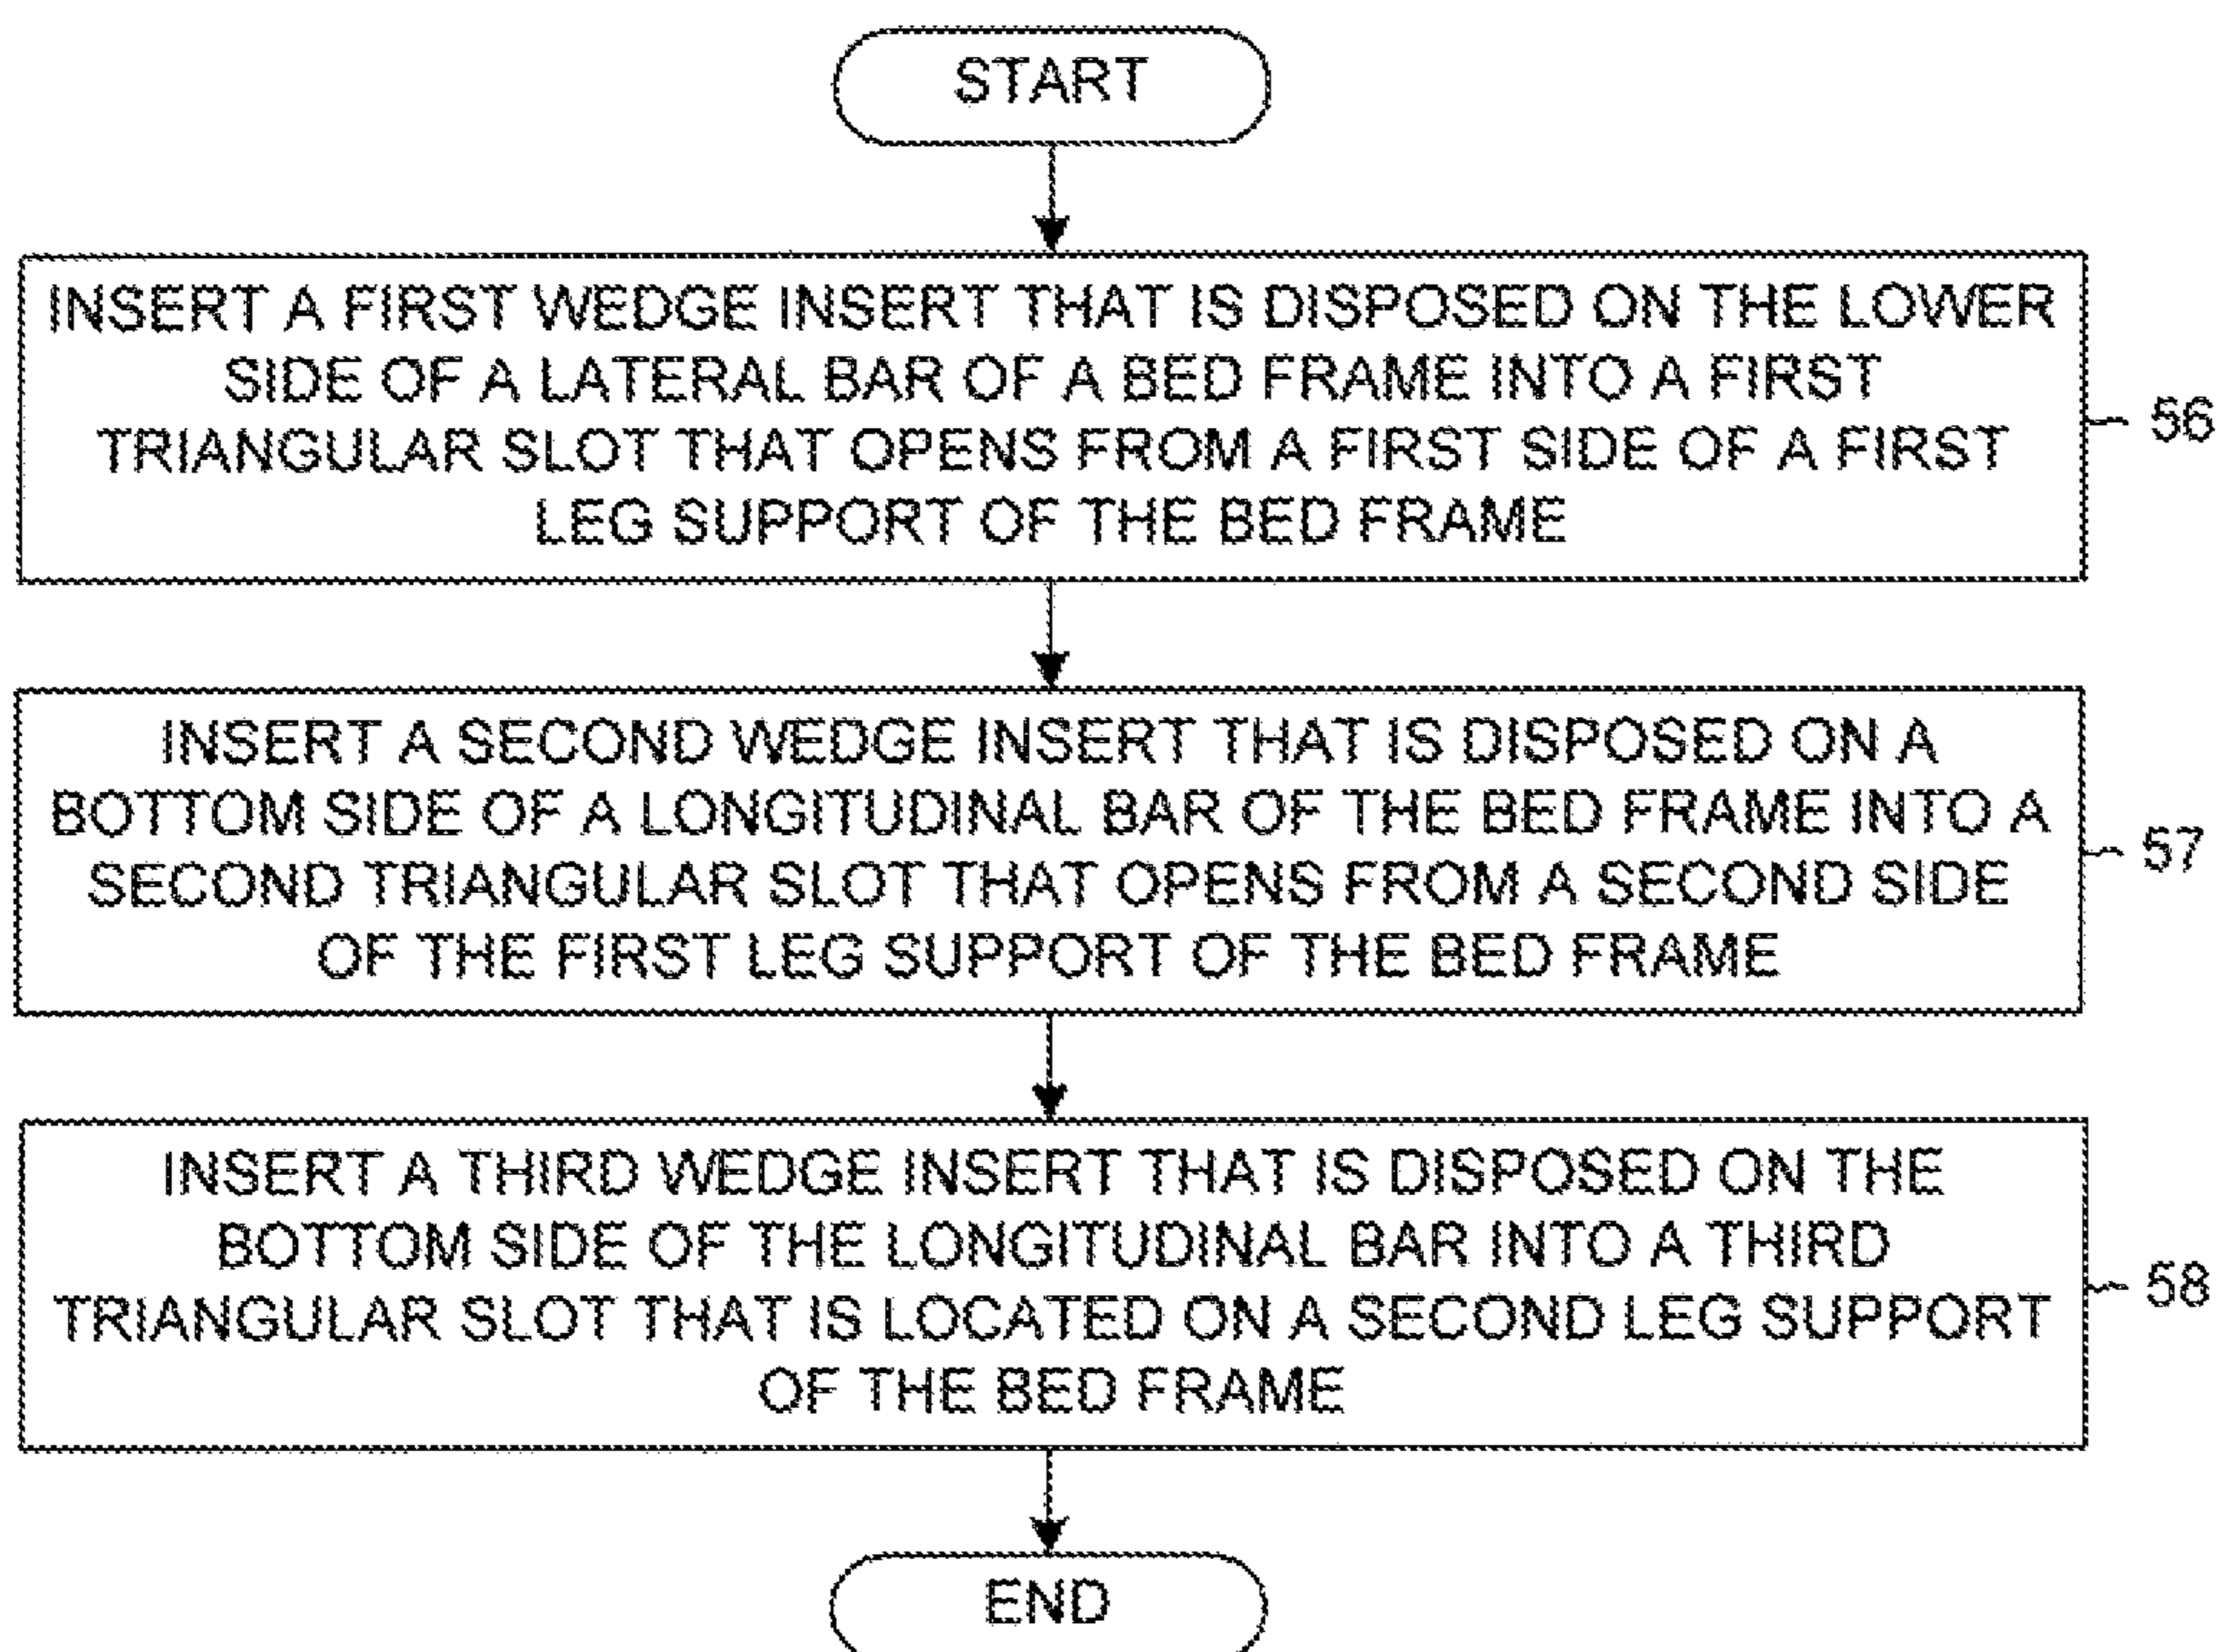 START
INSERT A FIRST WEDGE INSERT THAT IS DISPOSED ON THE LOWER
SIDE OF A LATERAL BAR OF A BED FRAME INTO A FIRST
TRIANGULAR SLOT THAT OPENS FROM A FIRST SIDE OF A FIRST
LEG SUPPORT OF THE BED FRAME
56
INSERT A SECOND WEDGE INSERT THAT IS DISPOSED ON A
BOTTOM SIDE OF A LONGITUDINAL BAR OF THE BED FRAME INTO A
SECOND TRIANGULAR SLOT THAT OPENS FROM A SECOND SIDE
OF THE FIRST LEG SUPPORT OF THE BED FRAME
57
INSERT A THIRD WEDGE INSERT THAT IS DISPOSED ON THE
BOTTOM SIDE OF THE LONGITUDINAL BAR INTO A THIRD
TRIANGULAR SLOT THAT IS LOCATED ON A SECOND LEG SUPPORT
OF THE BED FRAME
58
END